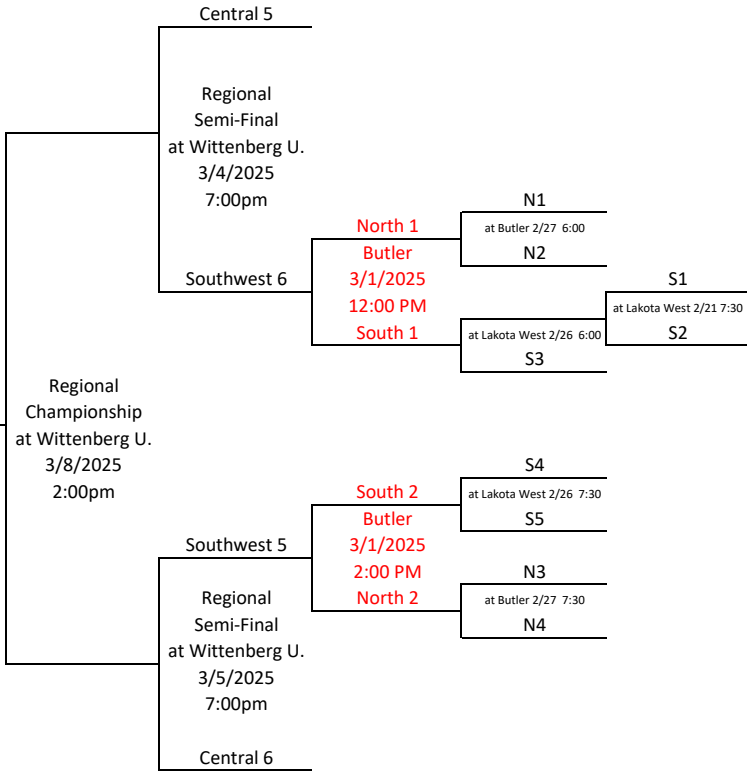 Central 5
Regional
Semi-Final
at Wittenberg U.
3/4/2025
7:00pm
N1
North 1
at Butler 2/27 6:00
Butler
N2
Southwest 6
3/1/2025
S1
12:00 PM
at Lakota West 2/21 7:30
South 1
at Lakota West 2/26 6:00
S2
S3
Regional
Championship
at Wittenberg U.
3/8/2025
2:00pm
S4
South 2
at Lakota West 2/26 7:30
Butler
S5
Southwest 5
3/1/2025
2:00 PM
N3
Regional
North 2
at Butler 2/27 7:30
Semi-Final
N4
at Wittenberg U.
3/5/2025
7:00pm
Central 6